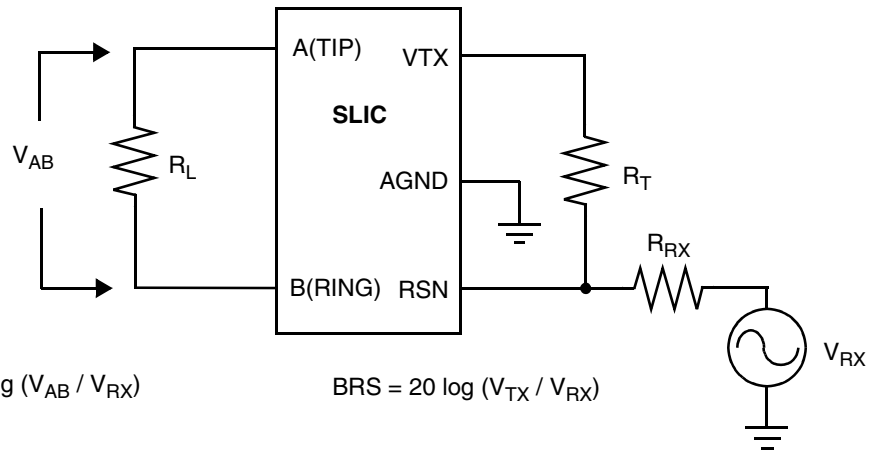 A(TIP) VTX
SLIC
V_AB
R_L
AGND
R_T
R_RX
B(RING) RSN
V_RX
g (V_AB / V_RX) BRS = 20 log (V_TX / V_RX)